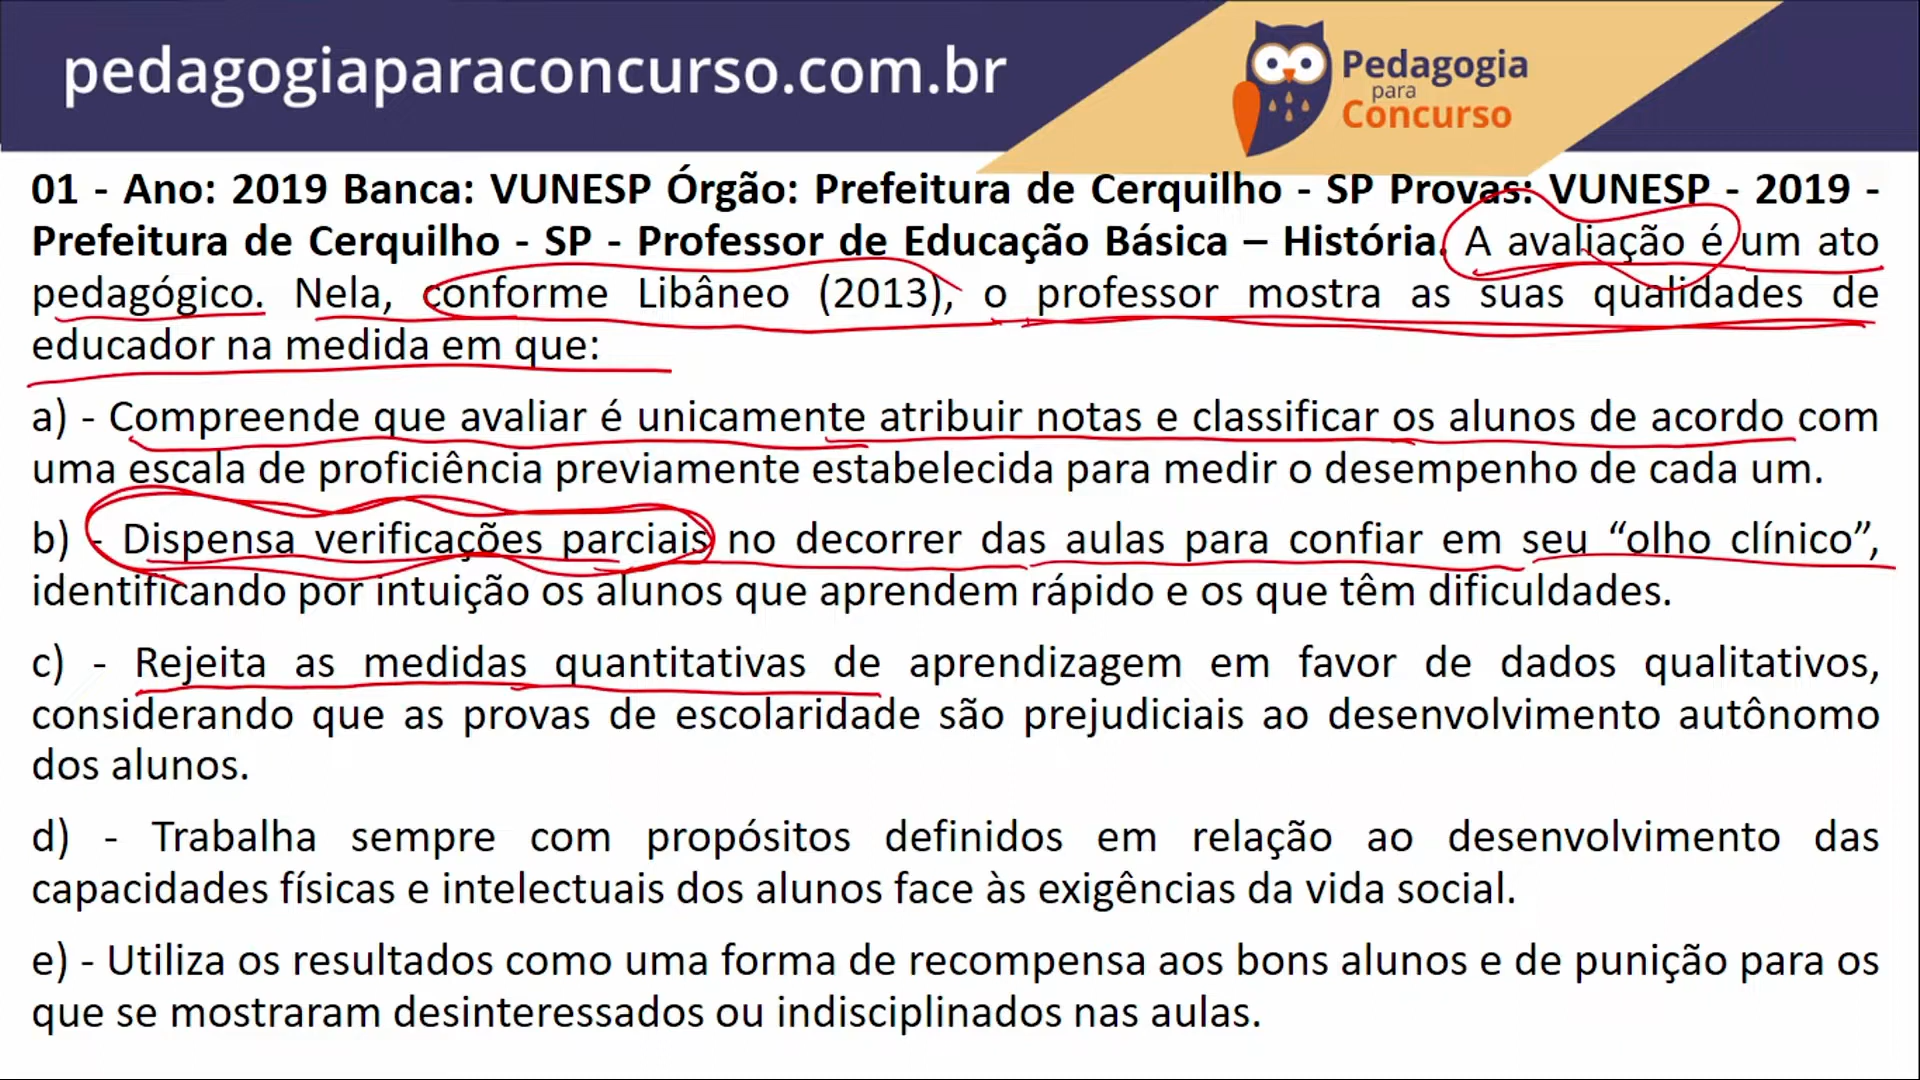 pedagogiaparaconcurso.com.br
Pedagogia
para
Concurso
01 - Ano: 2019 Banca: VUNESP Órgão: Prefeitura de Cerquilho - SP Provas: VUNESP - 2019 -
Prefeitura de Cerquilho - SP - Professor de Educação Básica – História. A avaliação é um ato
pedagógico. Nela, conforme Libâneo (2013), o professor mostra as suas qualidades de
educador na medida em que:
a) - Compreende que avaliar é unicamente atribuir notas e classificar os alunos de acordo com
uma escala de proficiência previamente estabelecida para medir o desempenho de cada um.
b) - Dispensa verificações parciais no decorrer das aulas para confiar em seu “olho clínico”,
identificando por intuição os alunos que aprendem rápido e os que têm dificuldades.
c) - Rejeita as medidas quantitativas de aprendizagem em favor de dados qualitativos,
considerando que as provas de escolaridade são prejudiciais ao desenvolvimento autônomo
dos alunos.
d) - Trabalha sempre com propósitos definidos em relação ao desenvolvimento das
capacidades físicas e intelectuais dos alunos face às exigências da vida social.
e) - Utiliza os resultados como uma forma de recompensa aos bons alunos e de punição para os
que se mostraram desinteressados ou indisciplinados nas aulas.